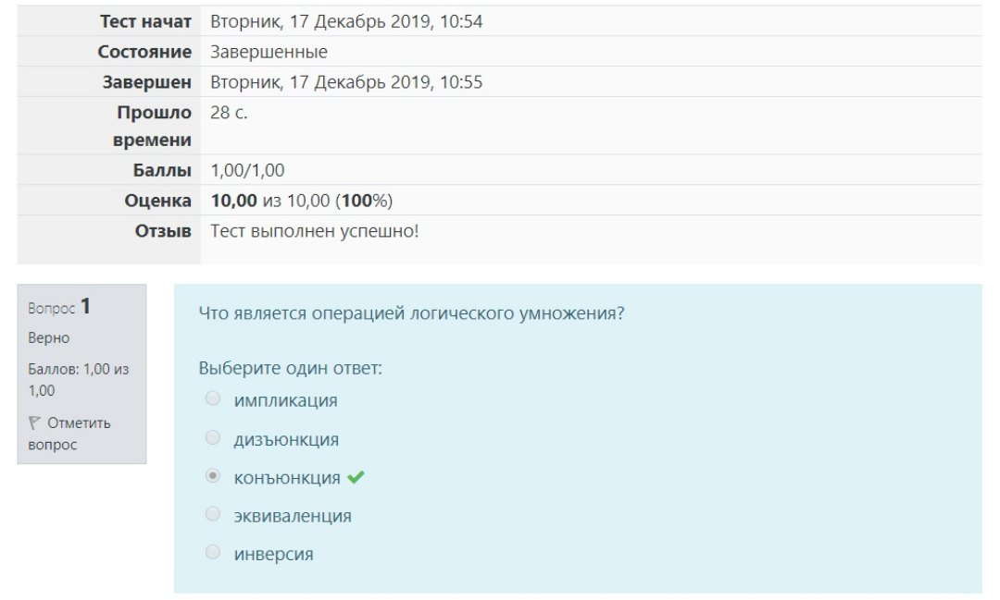 Тест начат Вторник, 17 Декабрь 2019, 10:54
Состояние Завершенные
Завершен Вторник, 17 Декабрь 2019, 10:55
Прошло 28 с.
времени
Баллы 1,00/1,00
Оценка 10,00 из 10,00 (100%)
Отзыв Тест выполнен успешно!
Вопрос 1
Верно
Баллов: 1,00 из
1,00
Отметить
вопрос
Что является операцией логического умножения?
Выберите один ответ:
импликация
дизъюнкция
конъюнкция
эквиваленция
инверсия